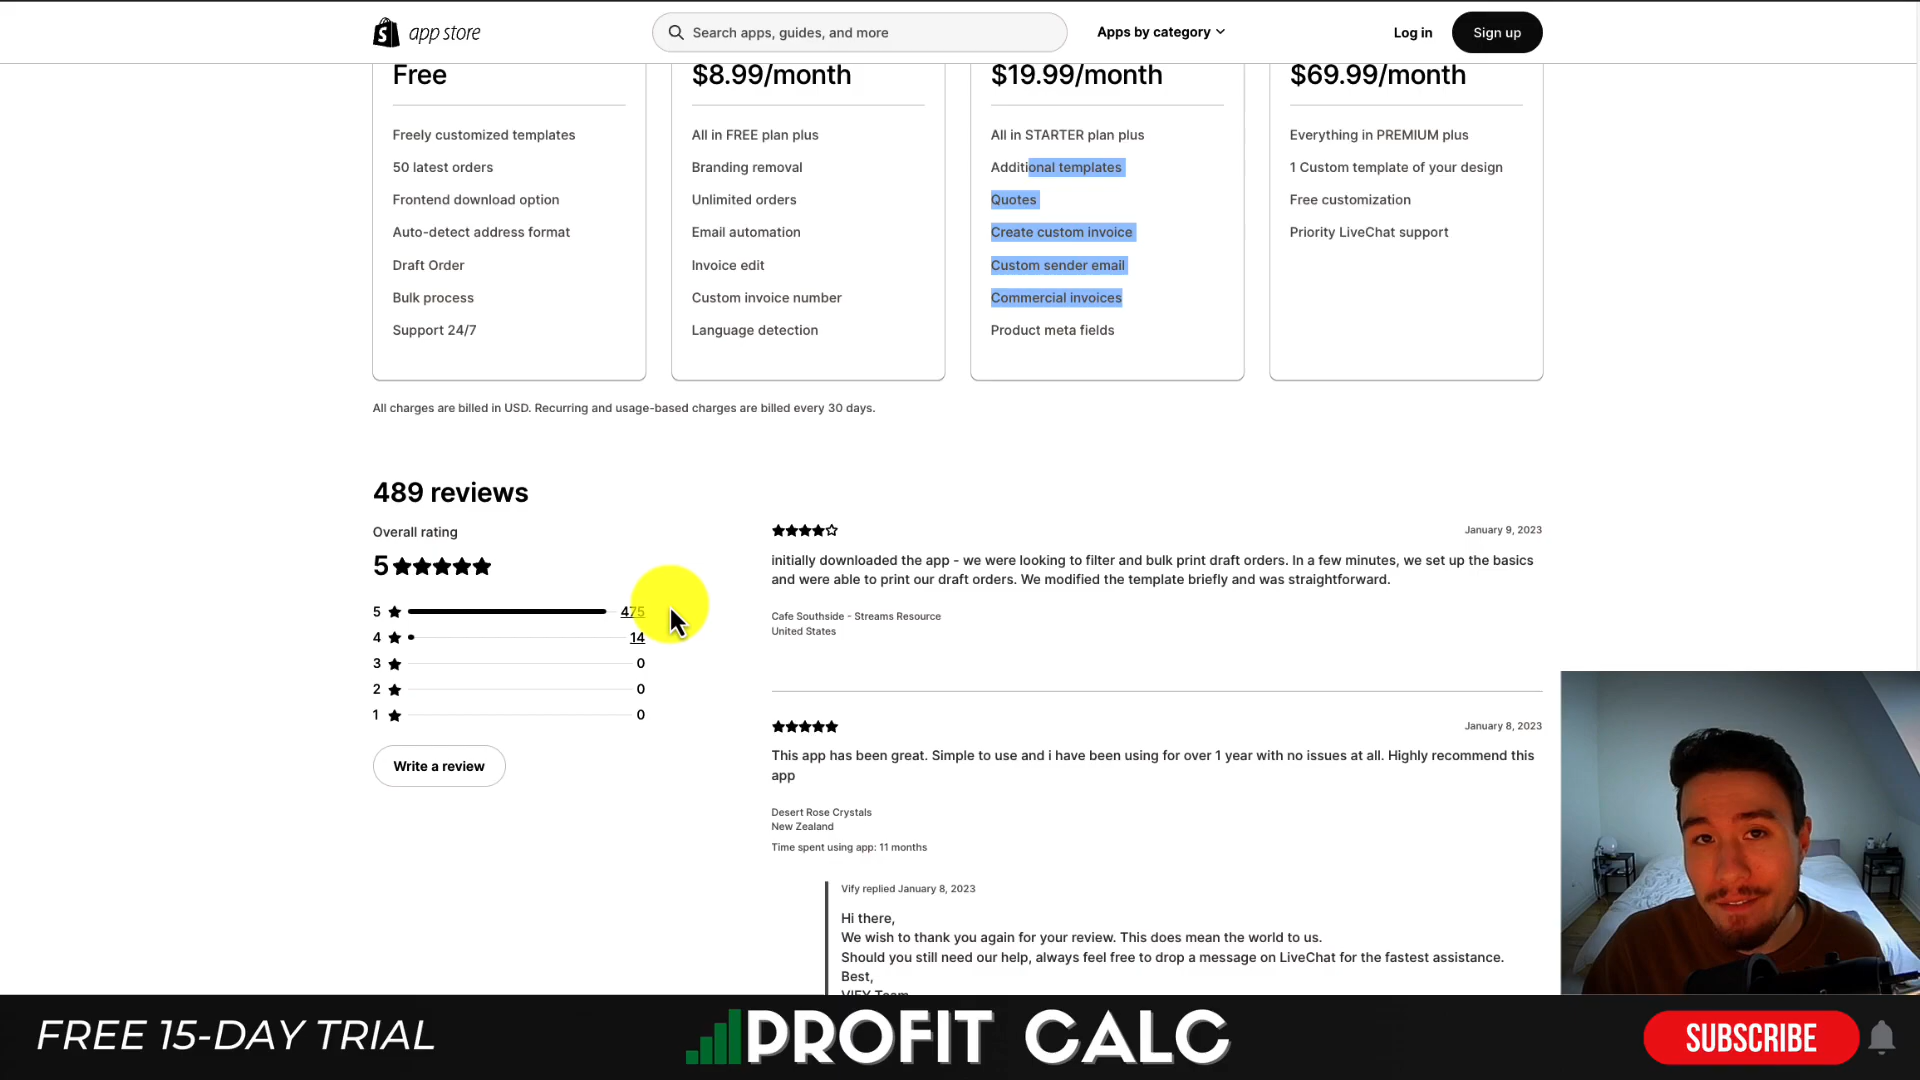 app store
Search apps, guides, and more
Apps by category
Log in
Sign up
Free
Freely customized templates
50 latest orders
Frontend download option
Auto-detect address format
Draft Order
Bulk process
Support 24/7
$8.99/month
All in FREE plan plus
Branding removal
Unlimited orders
Email automation
Invoice edit
Custom invoice number
Language detection
$19.99/month
All in STARTER plan plus
Additional templates
Quotes
Create custom invoice
Custom sender email
Commercial invoices
Product meta fields
$69.99/month
Everything in PREMIUM plus
1 Custom template of your design
Free customization
Priority LiveChat support
All charges are billed in USD. Recurring and usage-based charges are billed every 30 days.
489 reviews
Overall rating
5
5 475
4 14
3 0
2 0
1 0
Write a review
January 9, 2023
initially downloaded the app - we were looking to filter and bulk print draft orders. In a few minutes, we set up the basics
and were able to print our draft orders. We modified the template briefly and was straightforward.
Cafe Southside - Streams Resource
United States
January 8, 2023
This app has been great. Simple to use and i have been using for over 1 year with no issues at all. Highly recommend this
app
Desert Rose Crystals
New Zealand
Time spent using app: 11 months
Vify replied January 8, 2023
Hi there,
We wish to thank you again for your review. This does mean the world to us.
Should you still need our help, always feel free to drop a message on LiveChat for the fastest assistance.
Best,
VIFY Team
FREE 15-DAY TRIAL
PROFIT CALC
SUBSCRIBE